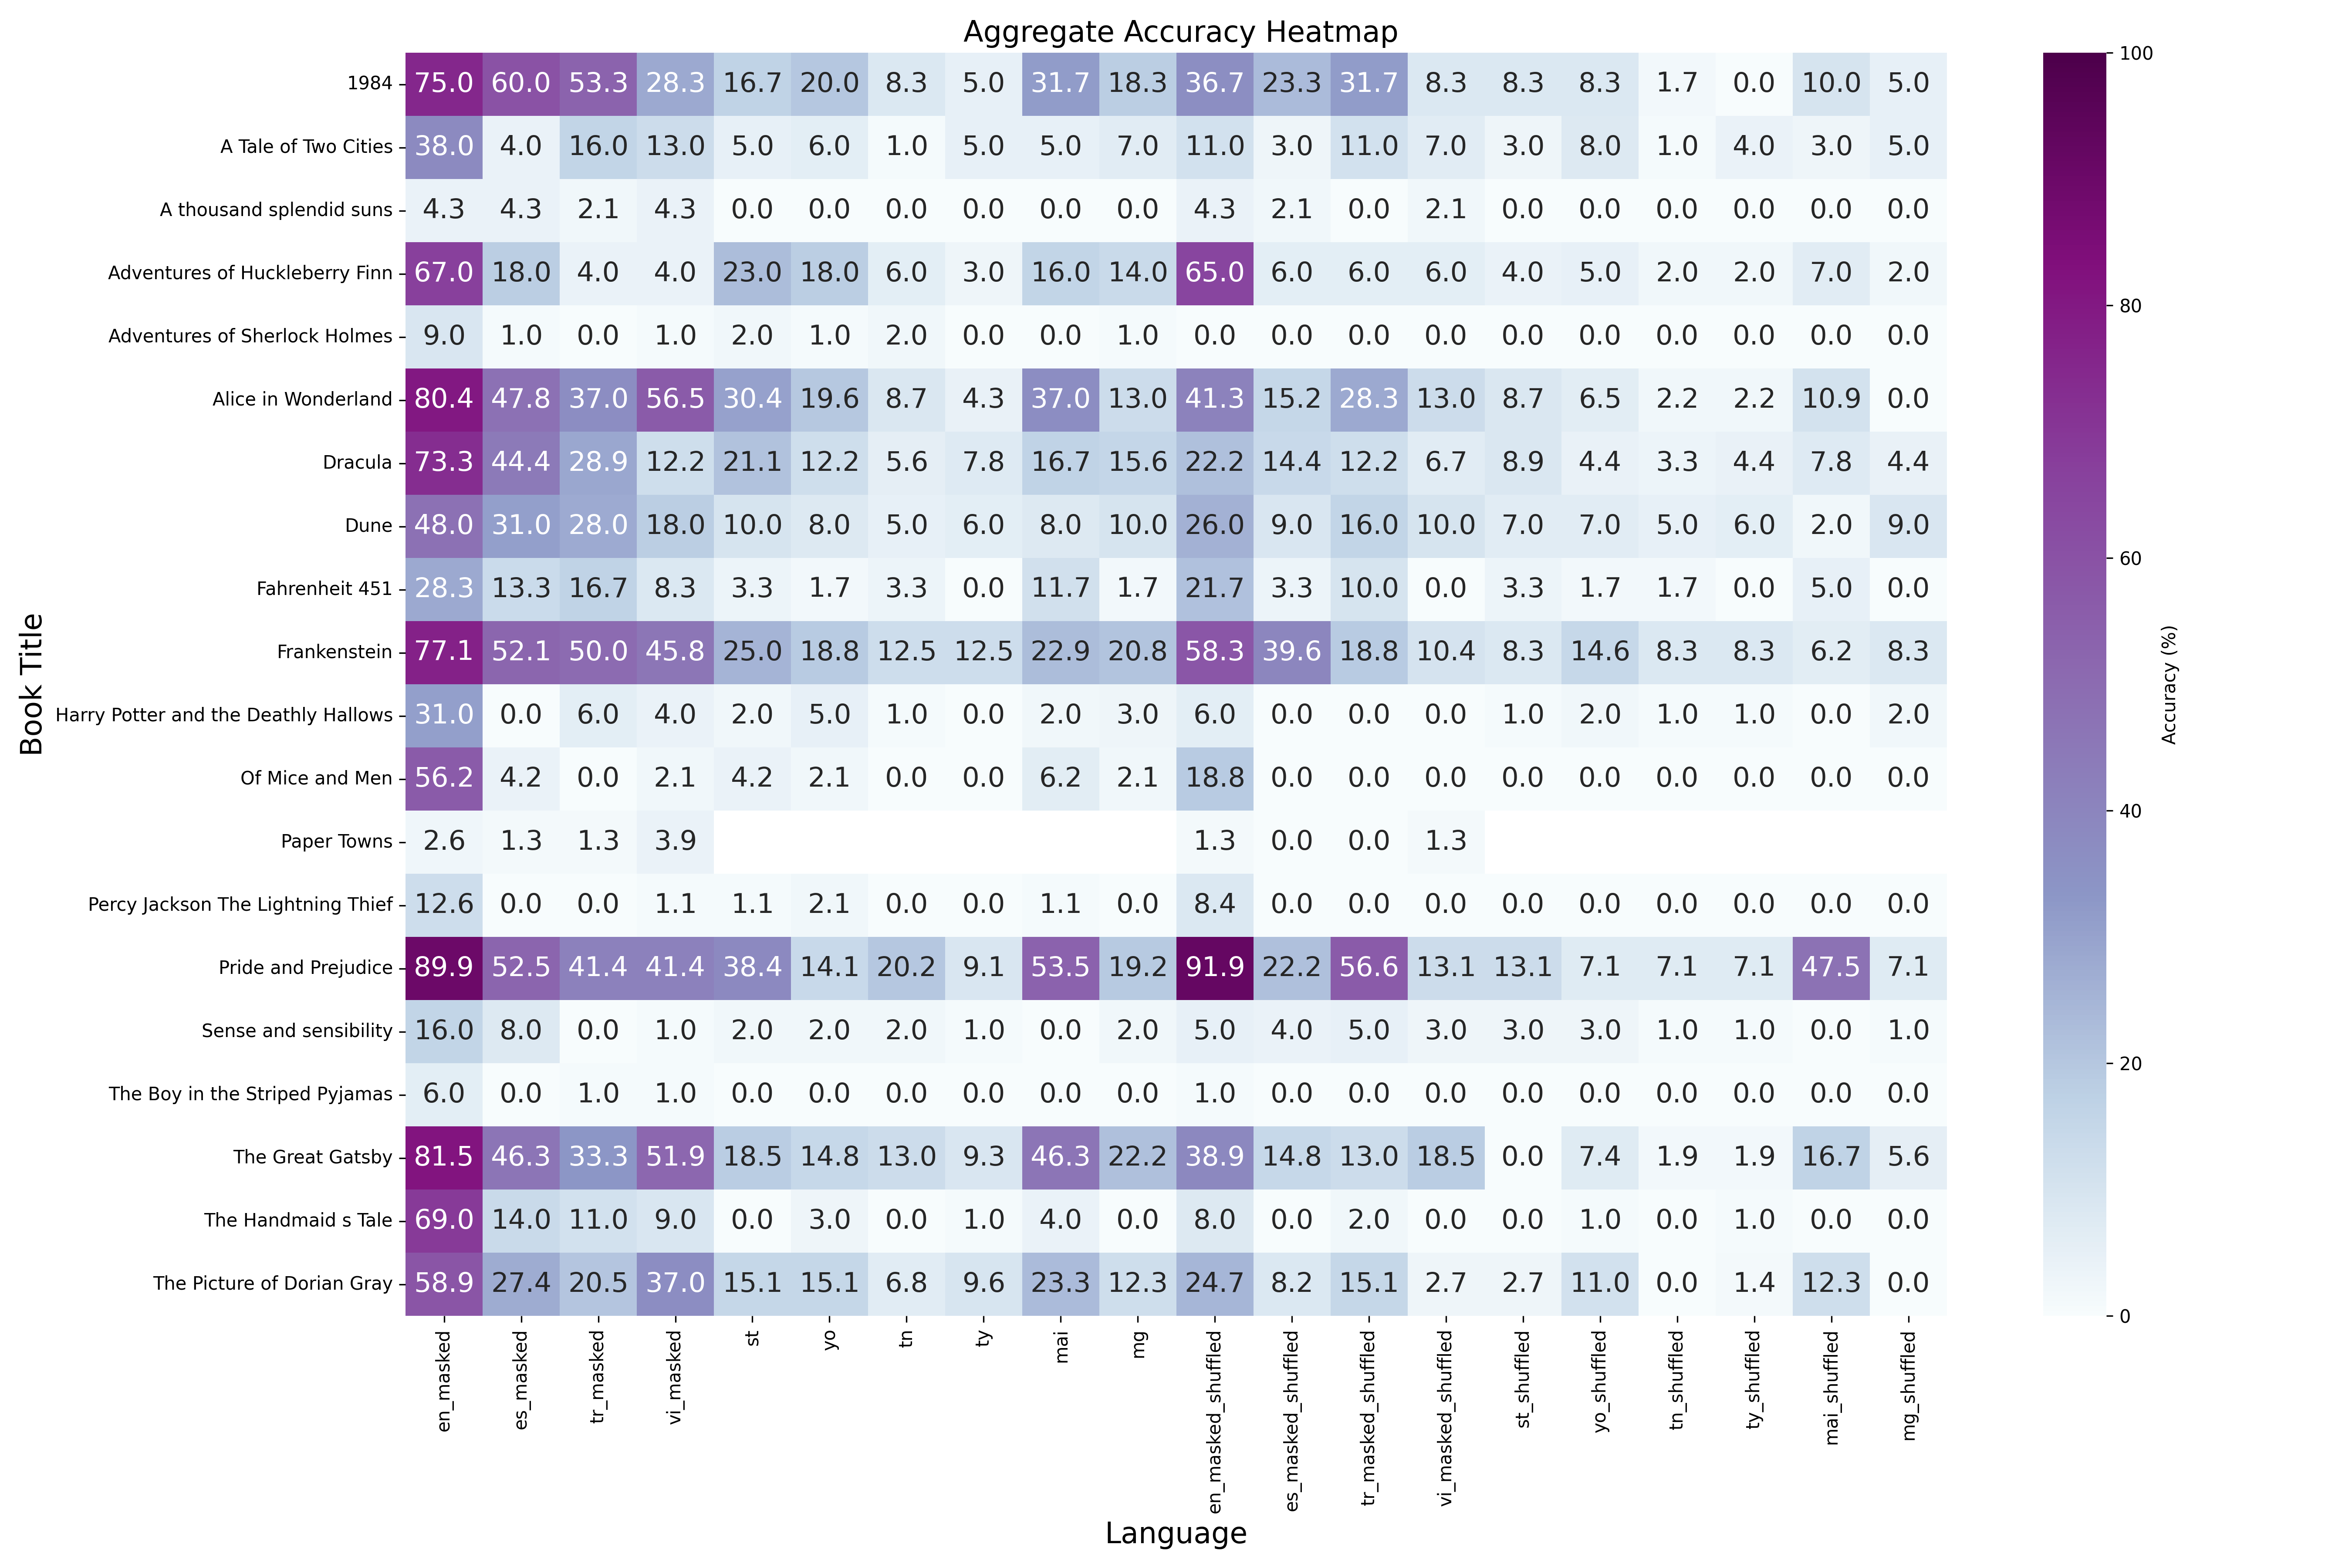 Aggregate Accuracy Heatmap
1984 75.0 60.0 53.3 28.3 16.7 20.0 8.3 5.0 31.7 18.3 36.7 23.3 31.7 8.3 8.3 8.3 1.7 0.0 10.0 5.0
A Tale of Two Cities 38.0 4.0 16.0 13.0 5.0 6.0 1.0 5.0 5.0 7.0 11.0 3.0 11.0 7.0 3.0 8.0 1.0 4.0 3.0 5.0
A thousand splendid suns 4.3 4.3 2.1 4.3 0.0 0.0 0.0 0.0 0.0 0.0 4.3 2.1 0.0 2.1 0.0 0.0 0.0 0.0 0.0 0.0
Adventures of Huckleberry Finn 67.0 18.0 4.0 4.0 23.0 18.0 6.0 3.0 16.0 14.0 65.0 6.0 6.0 6.0 4.0 5.0 2.0 2.0 7.0 2.0
Adventures of Sherlock Holmes 9.0 1.0 0.0 1.0 2.0 1.0 2.0 0.0 0.0 1.0 0.0 0.0 0.0 0.0 0.0 0.0 0.0 0.0 0.0 0.0
Alice in Wonderland 80.4 47.8 37.0 56.5 30.4 19.6 8.7 4.3 37.0 13.0 41.3 15.2 28.3 13.0 8.7 6.5 2.2 2.2 10.9 0.0
Dracula 73.3 44.4 28.9 12.2 21.1 12.2 5.6 7.8 16.7 15.6 22.2 14.4 12.2 6.7 8.9 4.4 3.3 4.4 7.8 4.4
Dune 48.0 31.0 28.0 18.0 10.0 8.0 5.0 6.0 8.0 10.0 26.0 9.0 16.0 10.0 7.0 7.0 5.0 6.0 2.0 9.0
Fahrenheit 451 28.3 13.3 16.7 8.3 3.3 1.7 3.3 0.0 11.7 1.7 21.7 3.3 10.0 0.0 3.3 1.7 1.7 0.0 5.0 0.0
Frankenstein 77.1 52.1 50.0 45.8 25.0 18.8 12.5 12.5 22.9 20.8 58.3 39.6 18.8 10.4 8.3 14.6 8.3 8.3 6.2 8.3
Harry Potter and the Deathly Hallows 31.0 0.0 6.0 4.0 2.0 5.0 1.0 0.0 2.0 3.0 6.0 0.0 0.0 0.0 1.0 2.0 1.0 1.0 0.0 2.0
Of Mice and Men 56.2 4.2 0.0 2.1 4.2 2.1 0.0 0.0 6.2 2.1 18.8 0.0 0.0 0.0 0.0 0.0 0.0 0.0 0.0 0.0
Paper Towns 2.6 1.3 1.3 3.9 1.3 0.0 0.0 1.3
Percy Jackson The Lightning Thief 12.6 0.0 0.0 1.1 1.1 2.1 0.0 0.0 1.1 0.0 8.4 0.0 0.0 0.0 0.0 0.0 0.0 0.0 0.0 0.0
Pride and Prejudice 89.9 52.5 41.4 41.4 38.4 14.1 20.2 9.1 53.5 19.2 91.9 22.2 56.6 13.1 13.1 7.1 7.1 7.1 47.5 7.1
Sense and sensibility 16.0 8.0 0.0 1.0 2.0 2.0 2.0 1.0 0.0 2.0 5.0 4.0 5.0 3.0 3.0 3.0 1.0 1.0 0.0 1.0
The Boy in the Striped Pyjamas 6.0 0.0 1.0 1.0 0.0 0.0 0.0 0.0 0.0 0.0 1.0 0.0 0.0 0.0 0.0 0.0 0.0 0.0 0.0 0.0
The Great Gatsby 81.5 46.3 33.3 51.9 18.5 14.8 13.0 9.3 46.3 22.2 38.9 14.8 13.0 18.5 0.0 7.4 1.9 1.9 16.7 5.6
The Handmaid s Tale 69.0 14.0 11.0 9.0 0.0 3.0 0.0 1.0 4.0 0.0 8.0 0.0 2.0 0.0 0.0 1.0 0.0 1.0 0.0 0.0
The Picture of Dorian Gray 58.9 27.4 20.5 37.0 15.1 15.1 6.8 9.6 23.3 12.3 24.7 8.2 15.1 2.7 2.7 11.0 0.0 1.4 12.3 0.0
Book Title
en_masked es_masked tr_masked vi_masked st yo tn ty mai mg en_masked_shuffled es_masked_shuffled tr_masked_shuffled vi_masked_shuffled st_shuffled yo_shuffled tn_shuffled ty_shuffled mai_shuffled mg_shuffled
Language
100
80
60
40
20
0
Accuracy (%)